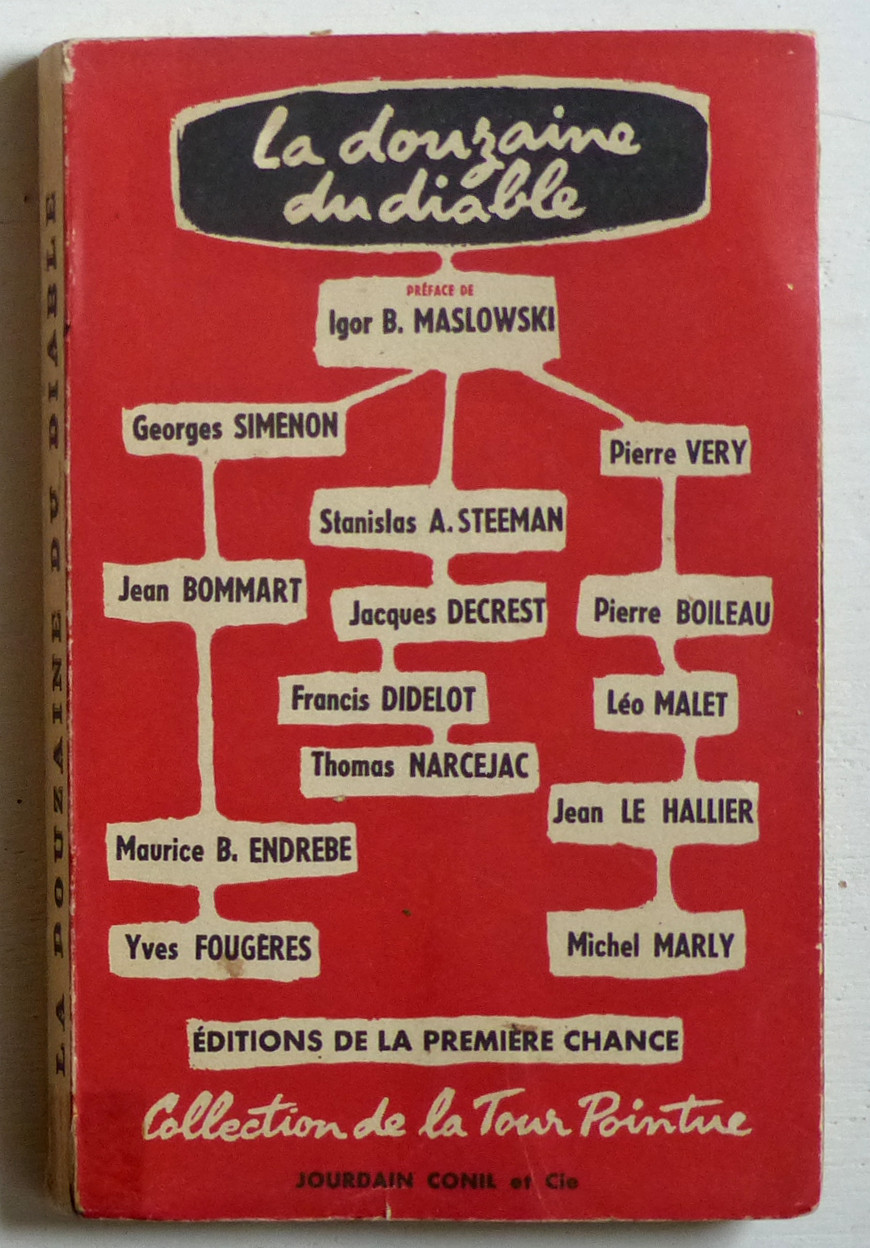 la douzaine
du diable
PRÉFACE DE
Igor B. MASLOWSKI
Georges SIMENON
Pierre VERY
Stanislas A. STEEMAN
Jean BOMMART
Jacques DECREST
Pierre BOILEAU
Francis DIDELOT
Léo MALET
Thomas NARCEJAC
Jean LE HALLIER
Maurice B. ENDREBE
Yves FOUGÈRES
Michel MARLY
ÉDITIONS DE LA PREMIÈRE CHANCE
Collection de la Tour Pointue
JOURDAIN CONIL et Cie
LA DOUZAINE DU DIABLE